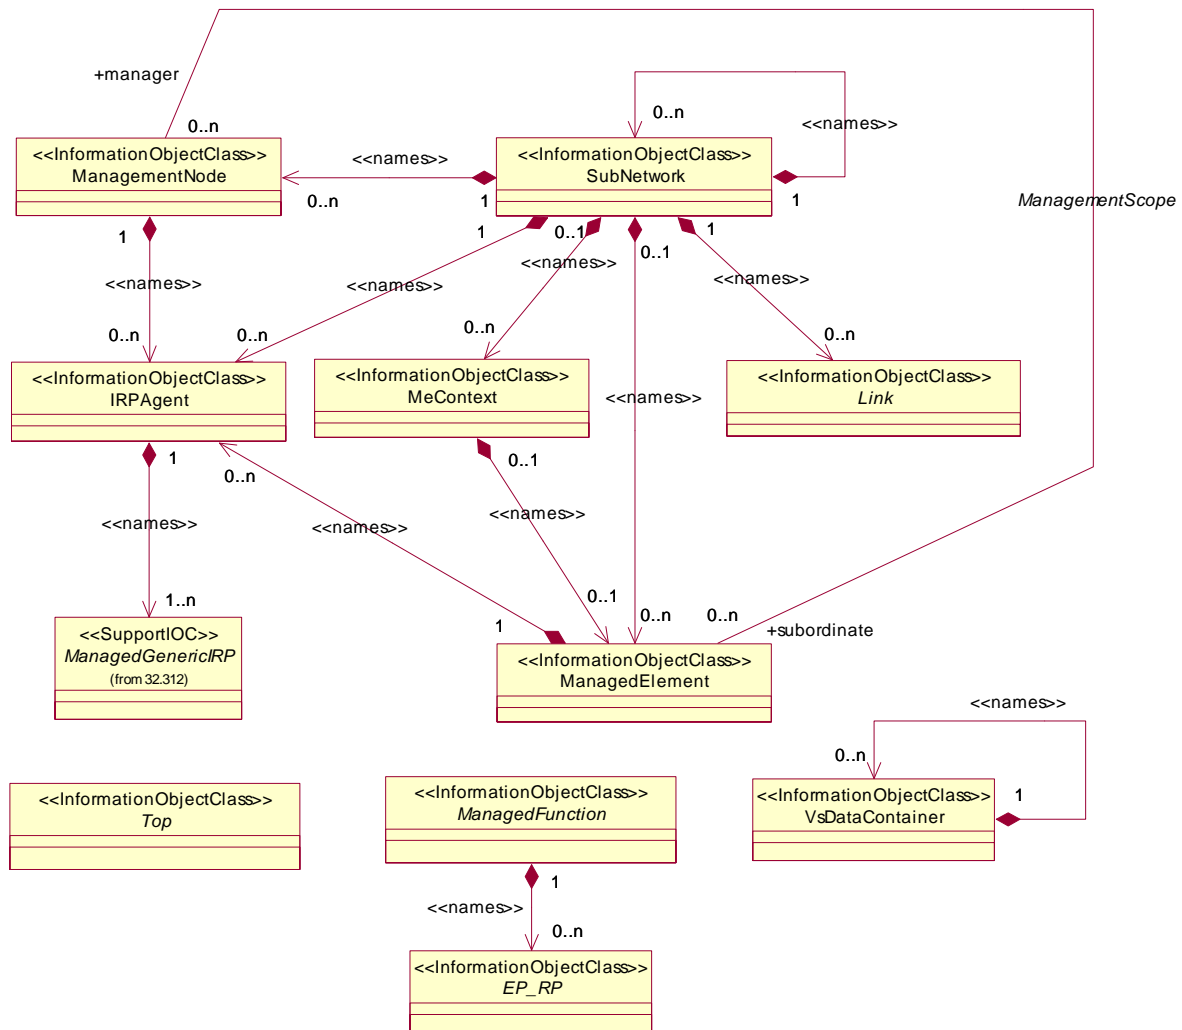 +manager
0..n
<<names>>
0..n
<<InformationObjectClass>>
ManagementNode
<<names>>
0..n
1
<<InformationObjectClass>>
SubNetwork
1
ManagementScope
1
<<names>>
0..n
1
<<names>>
0..n
0..1
<<names>>
0..n
0..1
<<names>>
0..n
1
<<names>>
0..n
<<InformationObjectClass>>
IRPAgent
<<InformationObjectClass>>
MeContext
<<InformationObjectClass>>
Link
1
<<names>>
1..n
0..n
<<names>>
1
0..1
<<names>>
0..1
0..n
+subordinate
<<SupportIOC>>
ManagedGenericIRP
(from 32.312)
<<InformationObjectClass>>
ManagedElement
<<names>>
0..n
<<InformationObjectClass>>
Top
<<InformationObjectClass>>
ManagedFunction
<<InformationObjectClass>>
VsDataContainer
1
1
<<names>>
0..n
<<InformationObjectClass>>
EP_RP